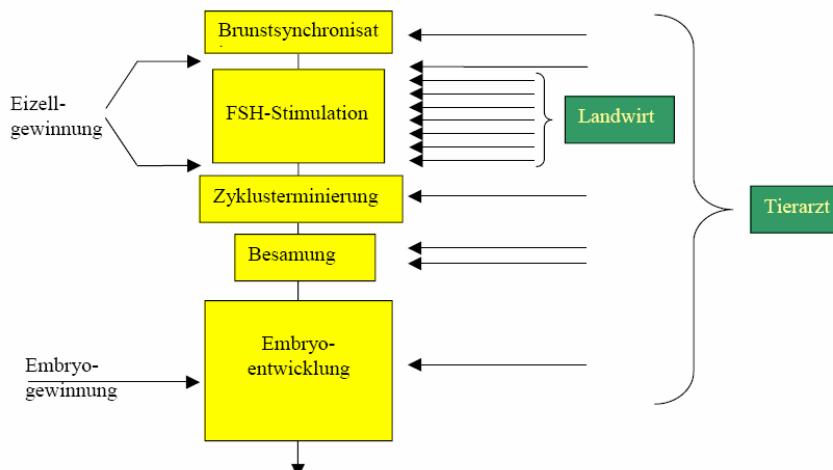 Brunstsynchronisat
Eizell-
gewinnung
FSH-Stimulation
Landwirt
Zyklusterminierung
Tierarzt
Besamung
Embryo-
entwicklung
Embryo-
gewinnung